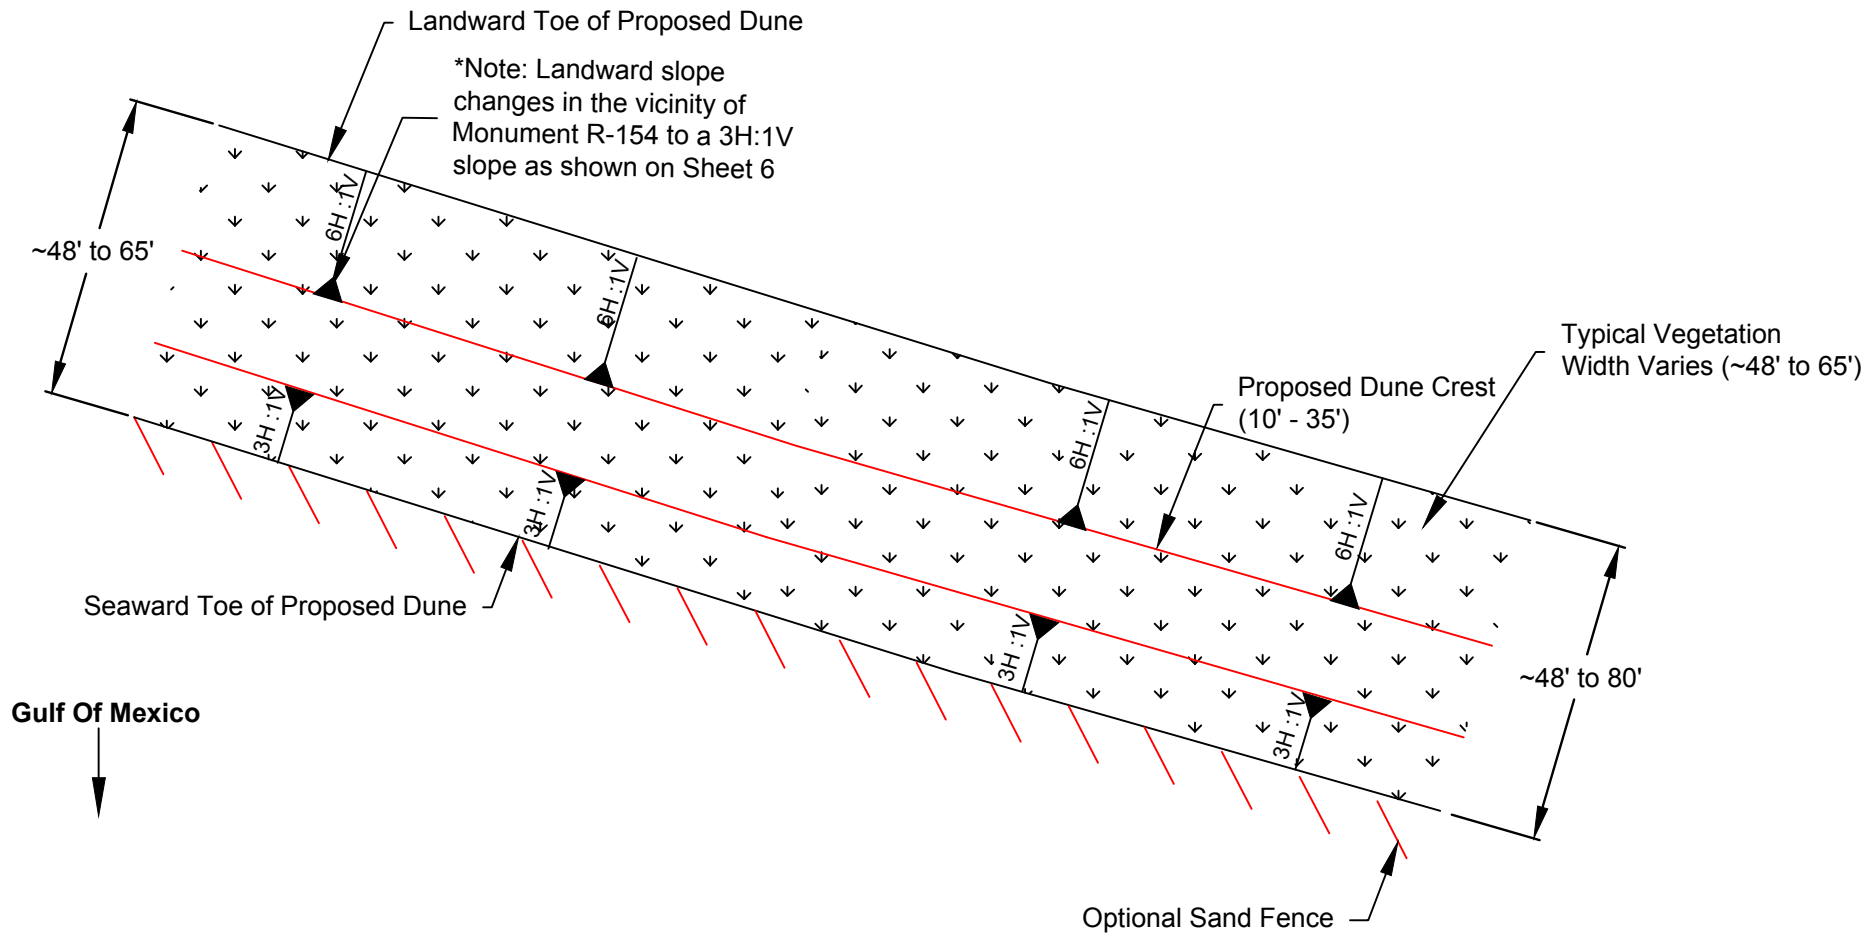 Landward Toe of Proposed Dune
*Note: Landward slope
changes in the vicinity of
Monument R-154 to a 3H:1V
slope as shown on Sheet 6
~48' to 65'
6H :1V
6H :1V
6H :1V
6H :1V
3H :1V
3H :1V
3H :1V
3H :1V
Typical Vegetation
Width Varies (~48' to 65')
Proposed Dune Crest
(10' - 35')
Seaward Toe of Proposed Dune
~48' to 80'
Gulf Of Mexico
Optional Sand Fence